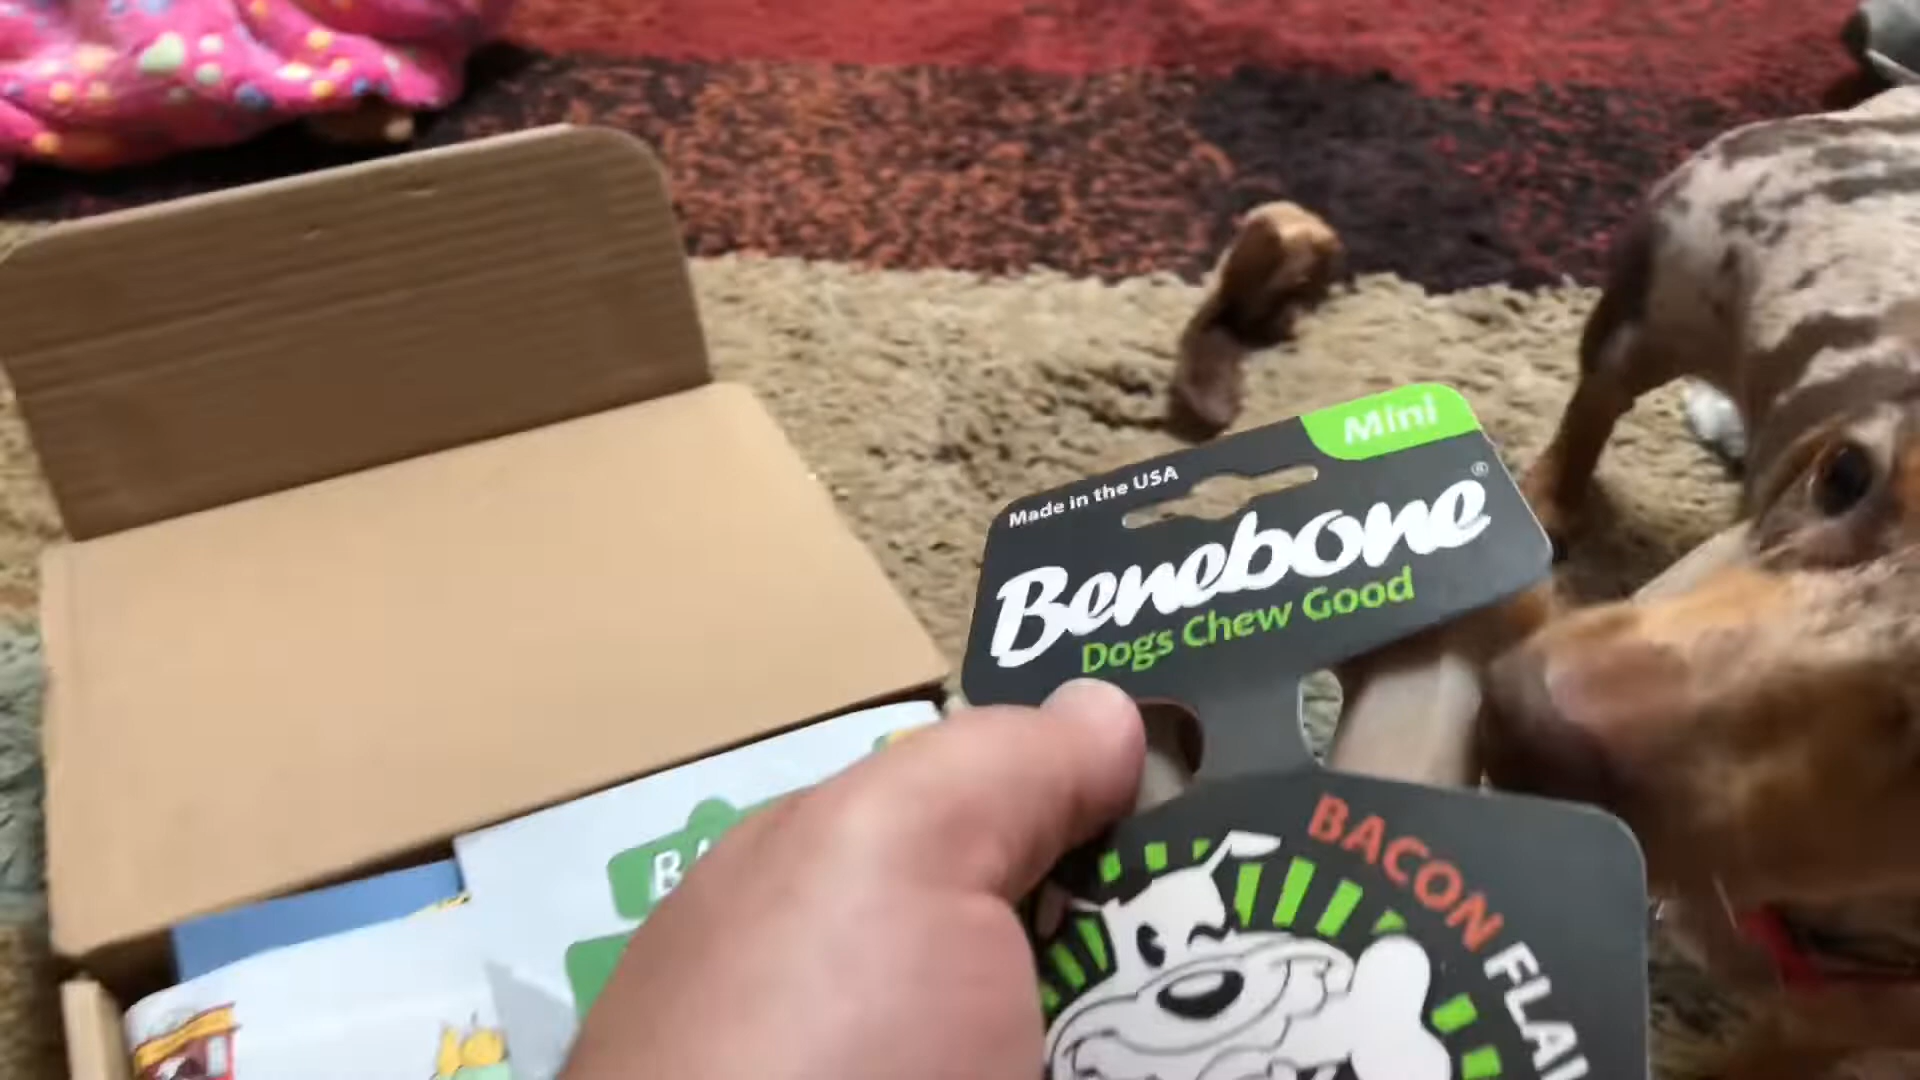 Mini
Made in the USA
Benebone®
Dogs Chew Good
BACON